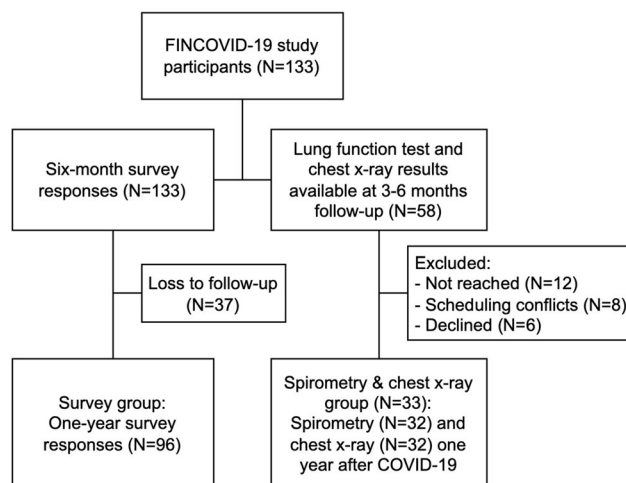 FINCOVID-19 study
participants (N=133)
Six-month survey
responses (N=133)
Lung function test and
chest x-ray results
available at 3-6 months
follow-up (N=58)
Loss to follow-up
(N=37)
Excluded:
- Not reached (N=12)
- Scheduling conflicts (N=8)
- Declined (N=6)
Survey group:
One-year survey
responses (N=96)
Spirometry & chest x-ray
group (N=33):
Spirometry (N=32) and
chest x-ray (N=32) one
year after COVID-19